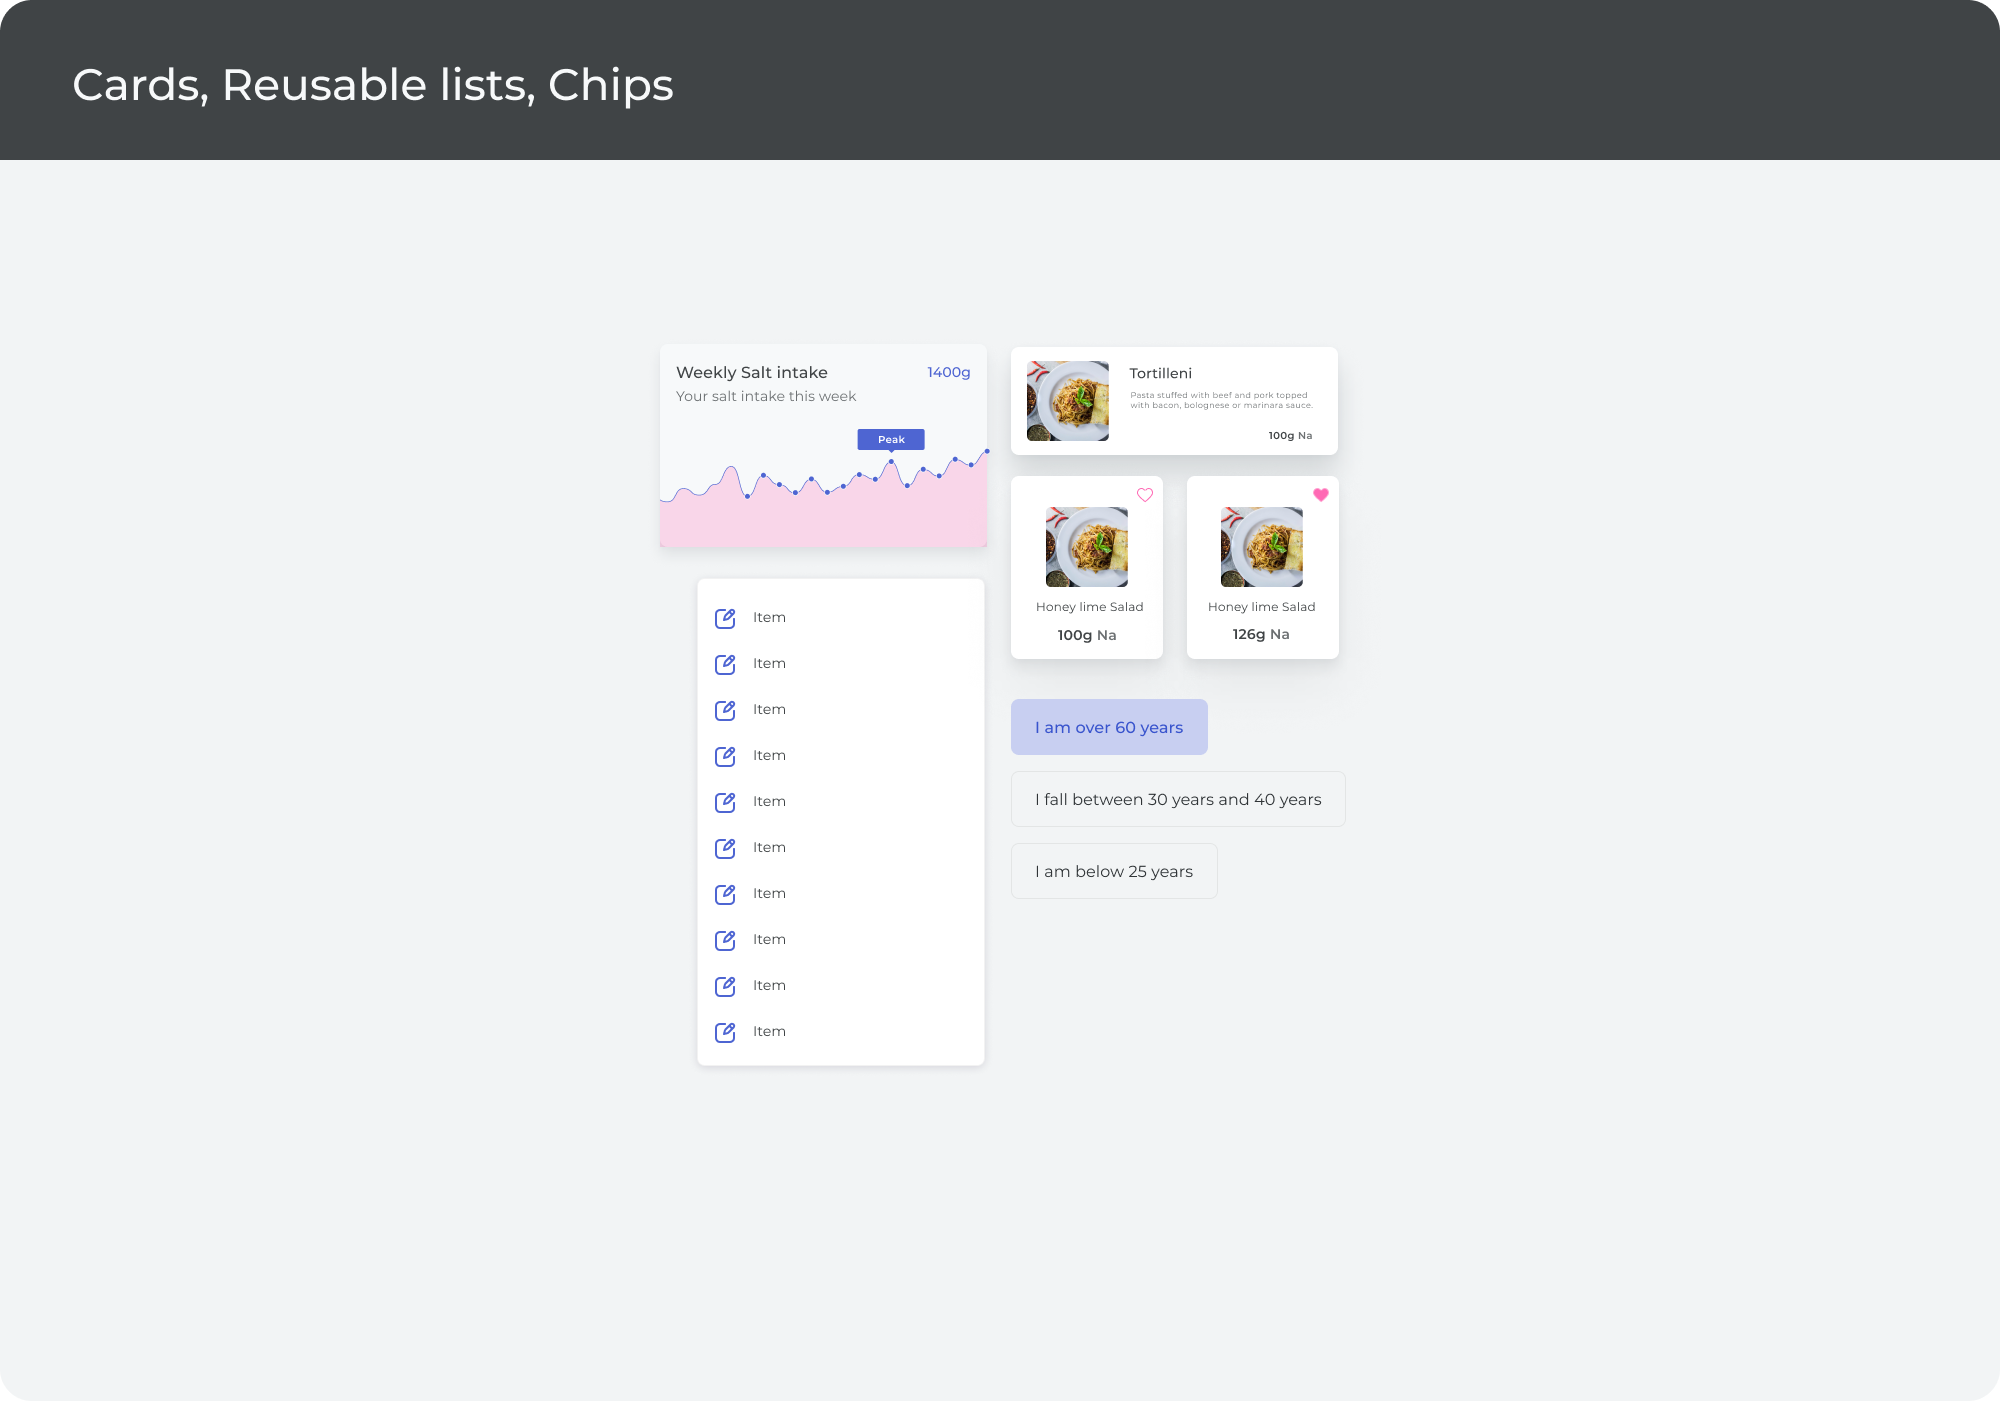 Cards, Reusable lists, Chips
Weekly Salt intake
1400g
Your salt intake this week
Peak
Item
Item
Item
Item
Item
Item
Item
Item
Item
Item
Tortilleni
Pasta stuffed with beef and pork topped
with bacon, bolognese or marinara sauce.
100g Na
Honey lime Salad
100g Na
Honey lime Salad
126g Na
I am over 60 years
I fall between 30 years and 40 years
I am below 25 years